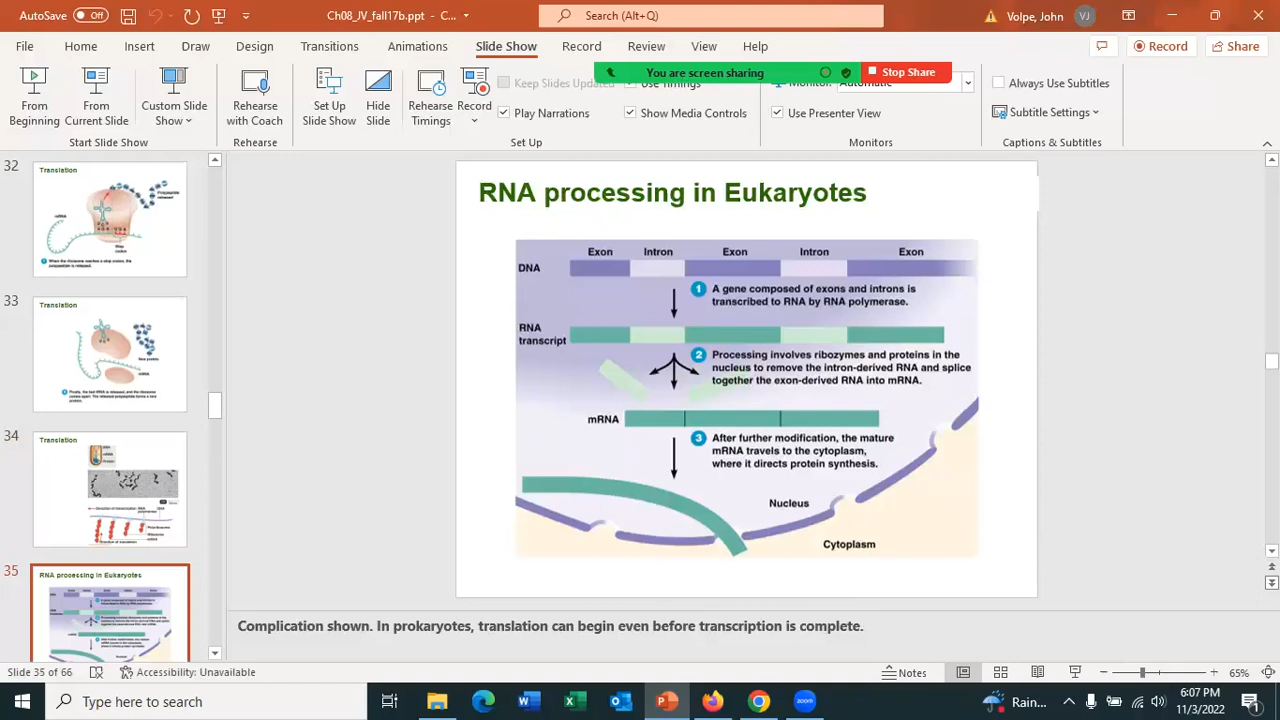 AutoSave Off Ch08_JV_fall17b.ppt - C... Search (Alt+Q) Volpe, John VJ
File Home Insert Draw Design Transitions Animations Slide Show Record Review View Help Record Share
You are screen sharing Stop Share
From Beginning
From Current Slide
Custom Slide Show
Rehearse with Coach
Set Up Slide Show
Hide Slide
Rehearse Timings
Record
Keep Slides Updated
Play Narrations
Use Timings
Show Media Controls
Monitor: Automatic
Use Presenter View
Always Use Subtitles
Subtitle Settings
Start Slide Show Rehearse Set Up Monitors Captions & Subtitles
32
Translation
33
Translation
34
Translation
35
RNA processing in Eukaryotes
RNA processing in Eukaryotes
Exon Intron Exon Intron Exon
DNA
1 A gene composed of exons and introns is
transcribed to RNA by RNA polymerase.
RNA
transcript
2 Processing involves ribozymes and proteins in the
nucleus to remove the intron-derived RNA and splice
together the exon-derived RNA into mRNA.
mRNA
3 After further modification, the mature
mRNA travels to the cytoplasm,
where it directs protein synthesis.
Nucleus
Cytoplasm
Complication shown. In prokaryotes, translation can begin even before transcription is complete.
Slide 35 of 66 Accessibility: Unavailable Notes 65%
Type here to search Rain... 6:07 PM
11/3/2022